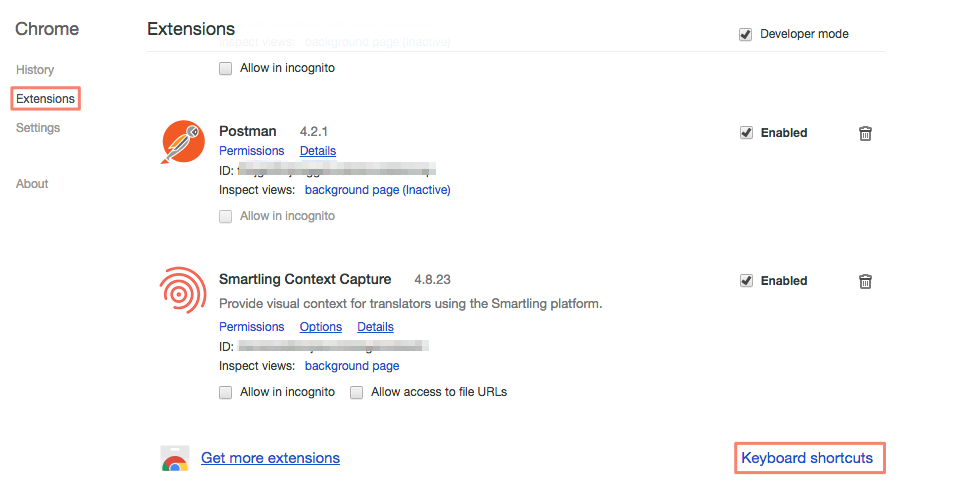 Chrome
History
Extensions
Settings
About
Extensions
Developer mode
Inspect views: background page (Inactive)
Allow in incognito
Postman 4.2.1
Enabled
Permissions Details
ID:
Inspect views: background page (Inactive)
Allow in incognito
Smartling Context Capture 4.8.23
Enabled
Provide visual context for translators using the Smartling platform.
Permissions Options Details
ID:
Inspect views: background page
Allow in incognito Allow access to file URLs
Get more extensions
Keyboard shortcuts